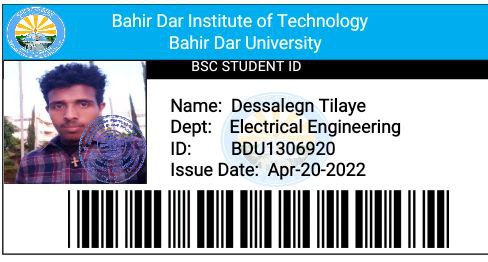 Bahir Dar Institute of Technology
Bahir Dar University
BSC STUDENT ID
Name: Dessalegn Tilaye
Dept: Electrical Engineering
ID: BDU1306920
Issue Date: Apr-20-2022